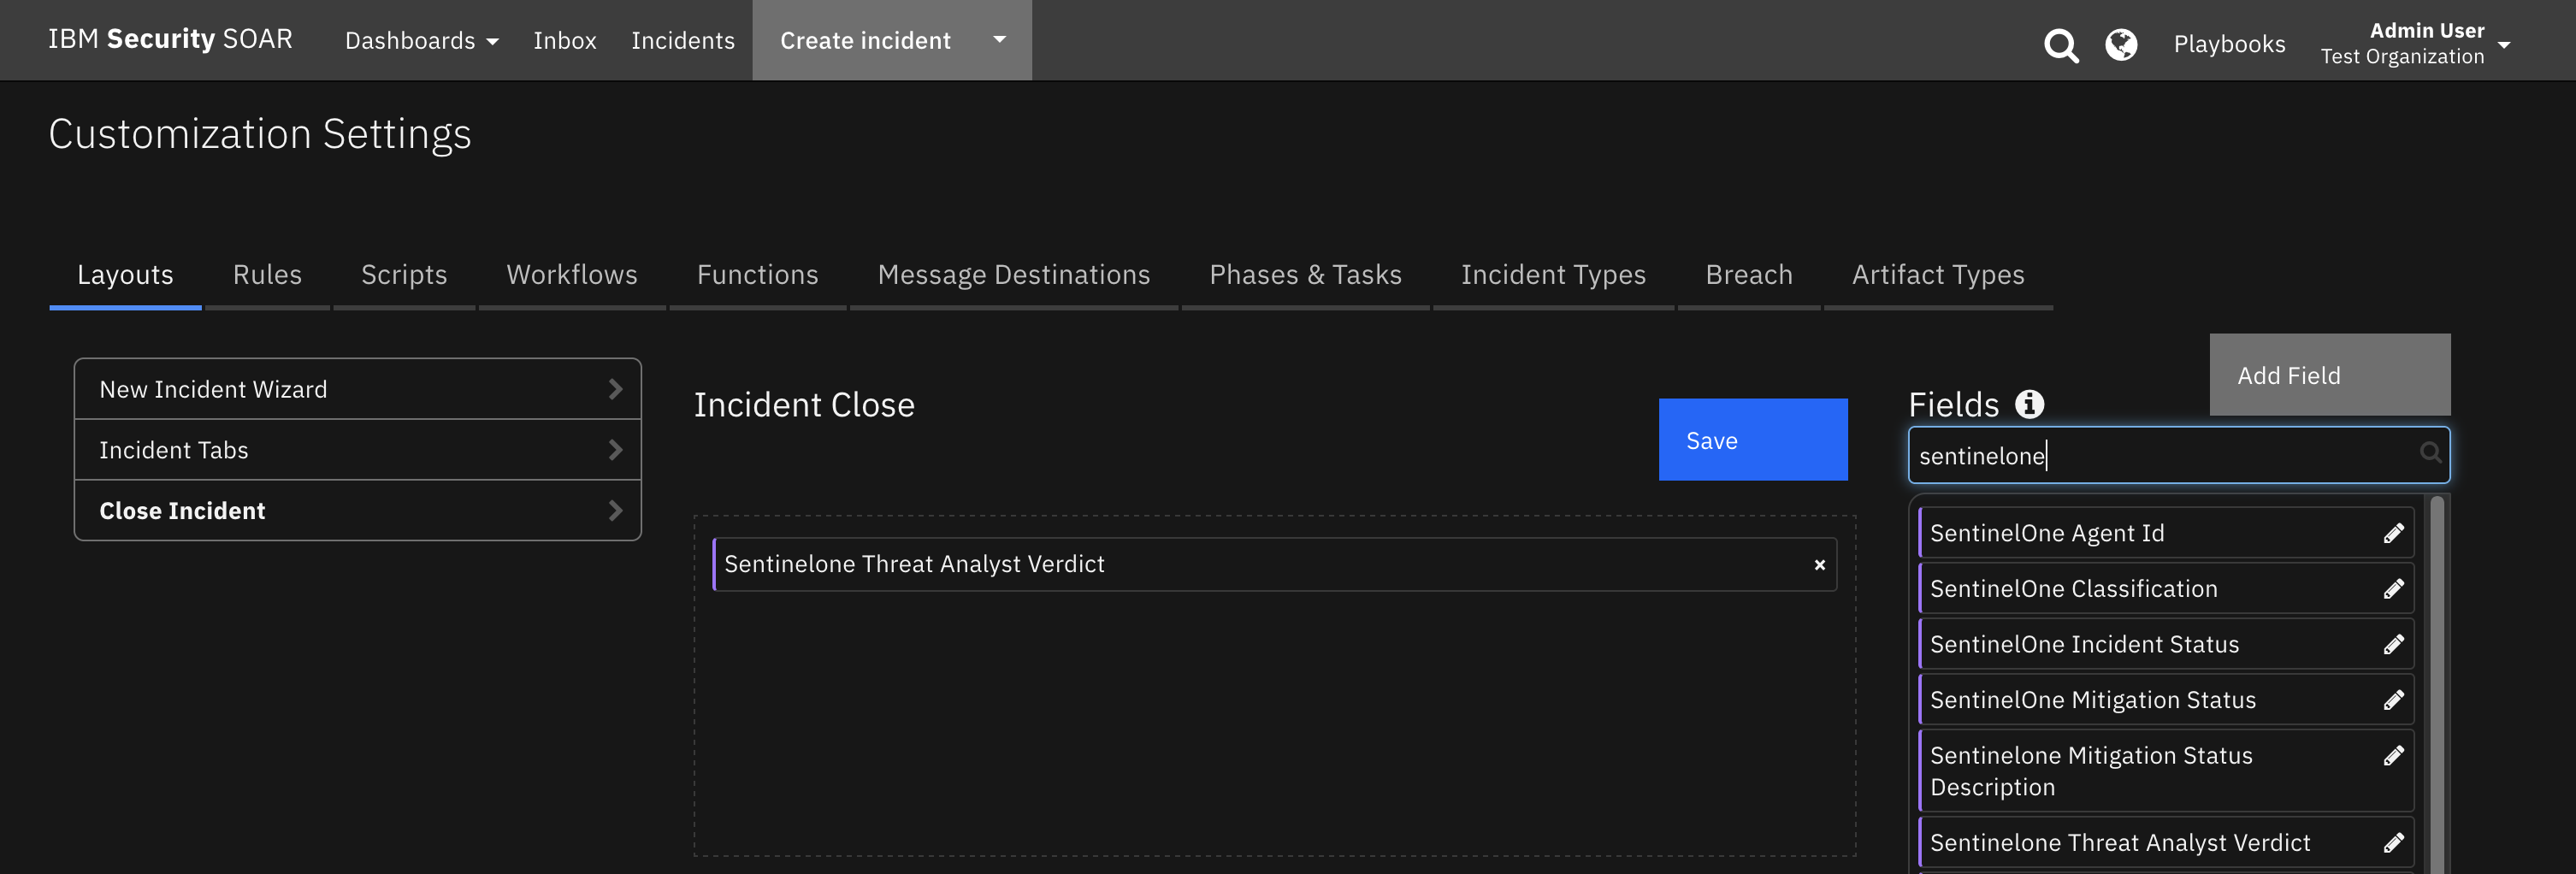 IBM Security SOAR
Dashboards
Inbox
Incidents
Create incident
Playbooks
Admin User
Test Organization
Customization Settings
Layouts
Rules
Scripts
Workflows
Functions
Message Destinations
Phases & Tasks
Incident Types
Breach
Artifact Types
New Incident Wizard
Incident Tabs
Close Incident
Incident Close
Save
Sentinelone Threat Analyst Verdict
Add Field
Fields
sentinelone
SentinelOne Agent Id
SentinelOne Classification
SentinelOne Incident Status
SentinelOne Mitigation Status
Sentinelone Mitigation Status
Description
Sentinelone Threat Analyst Verdict